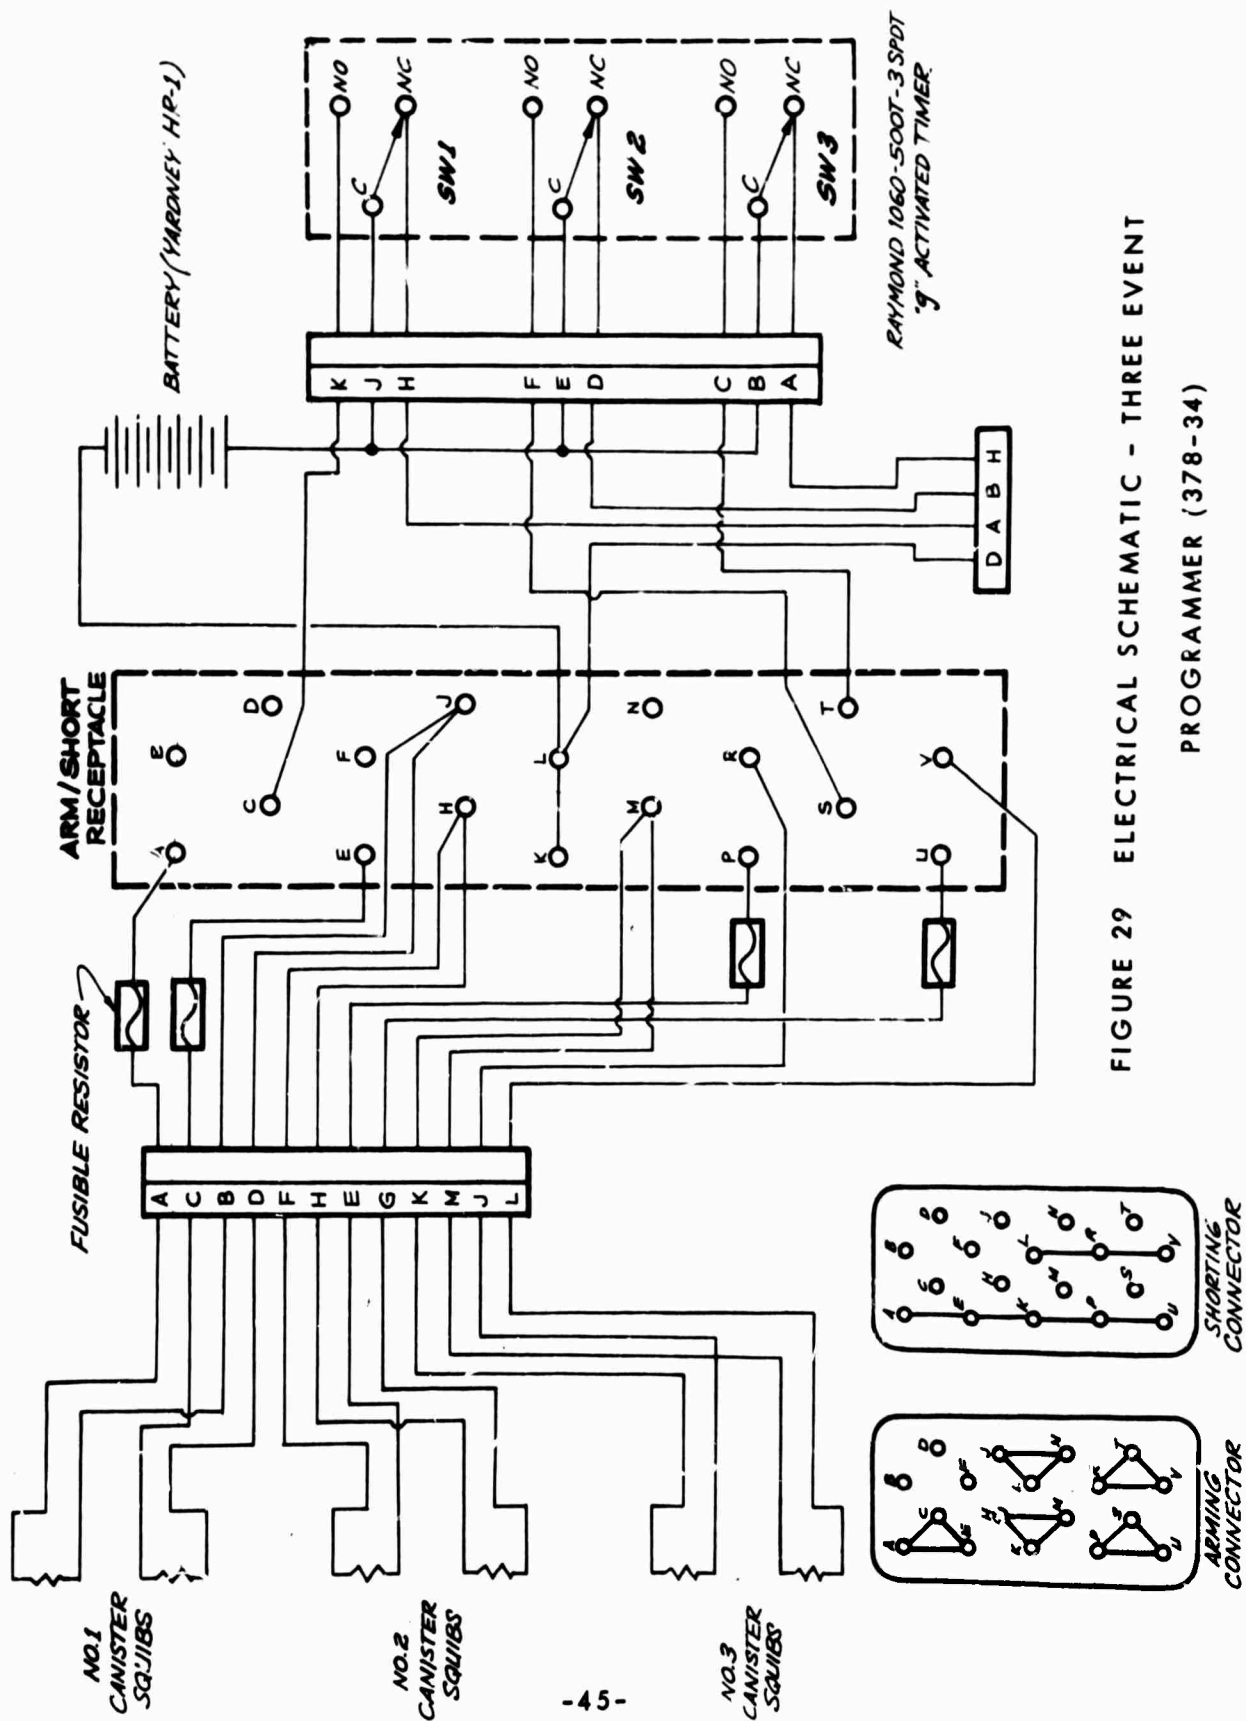 BATTERY (YARDNEY HR-1)
NO
C
NC
SW1
NO
C
NC
SW2
NO
C
NC
SW3
RAYMOND 1060-500T-3 SPDT
"g" ACTIVATED TIMER
K J H F E D C B A
D A B H
ARM/SHORT
RECEPTACLE
A B C D
E F H J
K L M N
P R S T
U V
FUSIBLE RESISTOR
A C B D F H E G K M J L
NO.1
CANISTER
SQUIBS
NO.2
CANISTER
SQUIBS
NO.3
CANISTER
SQUIBS
A B C D
E F H J
K L M N
P R S T
U V
ARMING
CONNECTOR
A B C D
E F H J
K L M N
P R S T
U V
SHORTING
CONNECTOR
FIGURE 29 ELECTRICAL SCHEMATIC - THREE EVENT
PROGRAMMER (378-34)
-45-